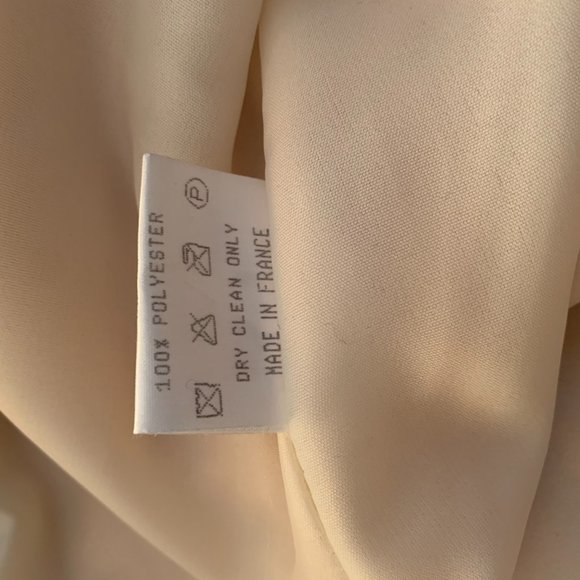 100% POLYESTER
P
DRY CLEAN ONLY
MADE IN FRANCE